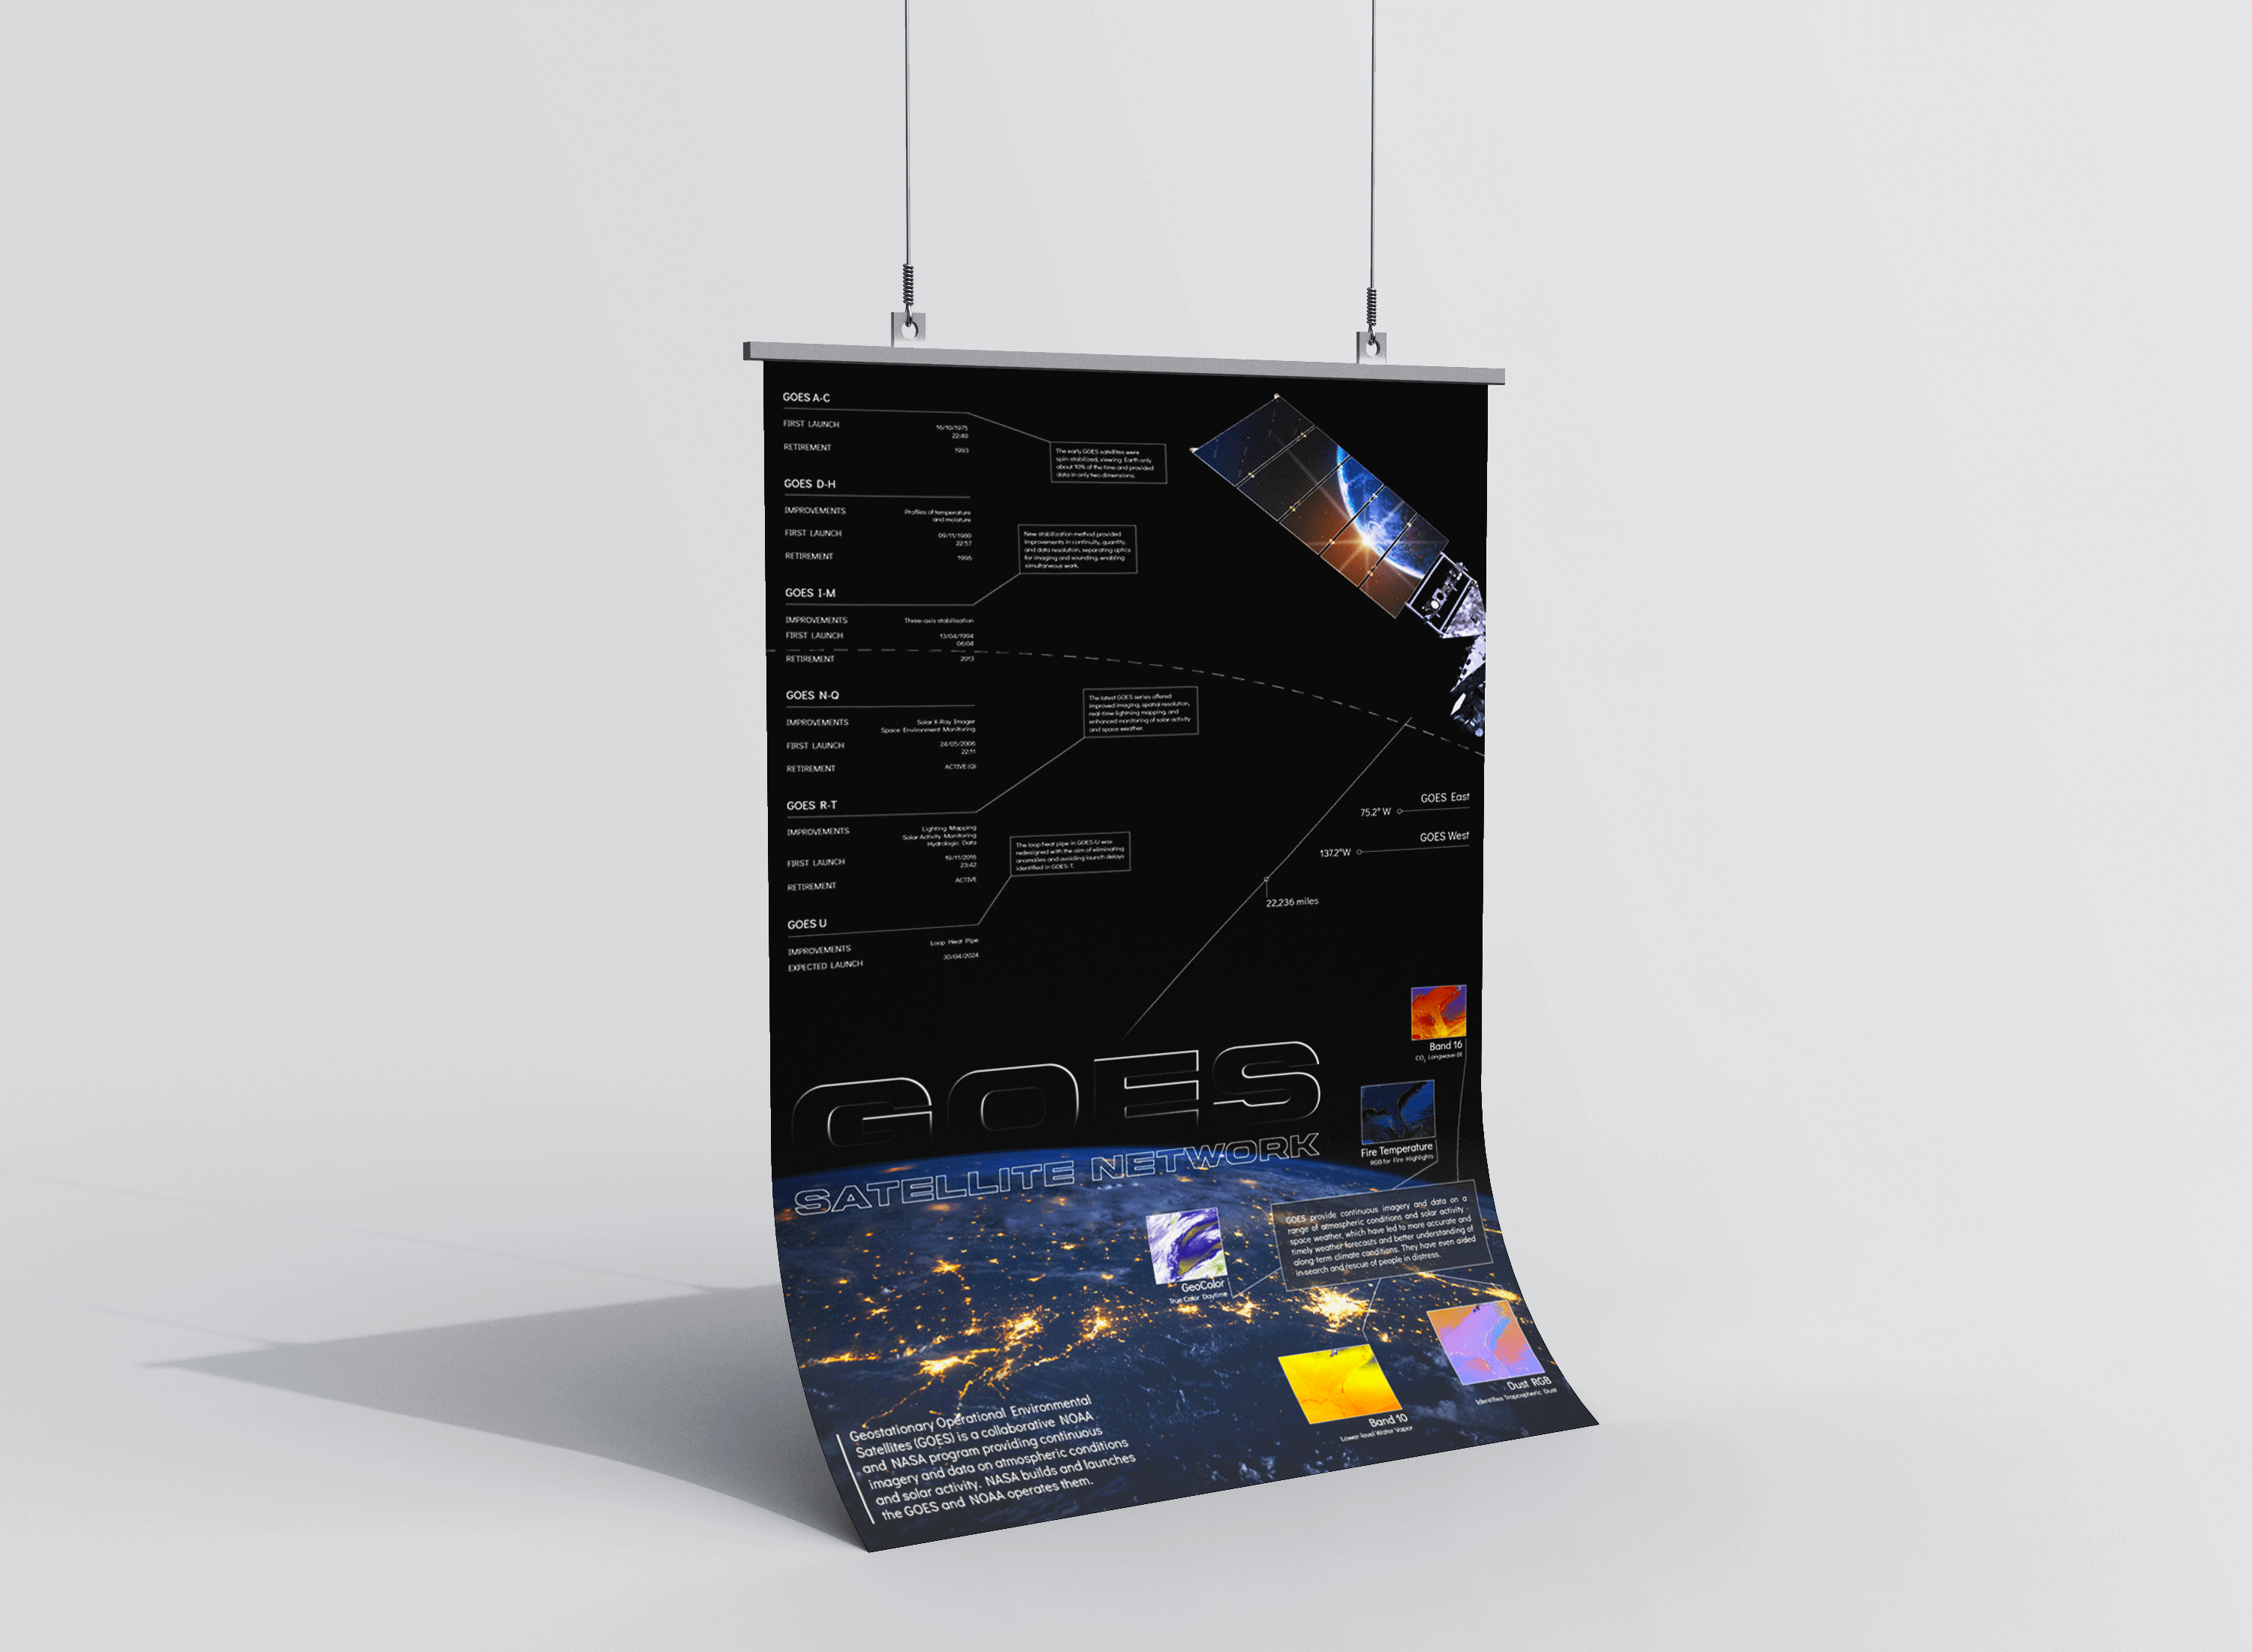 GOES A-C
FIRST LAUNCH 16/10/1975
22:40
RETIREMENT 1993
The early GOES satellites were
spin-stabilized, viewing Earth only
about 10% of the time and provided
data in only two dimensions.
GOES D-H
IMPROVEMENTS Profiles of temperature
and moisture
FIRST LAUNCH 09/11/1980
22:57
RETIREMENT 1996
New stabilization method provided
improvements in continuity, quantity,
and data resolution, separating optics
for imaging and sounding, enabling
simultaneous work.
GOES I-M
IMPROVEMENTS Three-axis stabilisation
FIRST LAUNCH 13/04/1994
06:04
RETIREMENT 2013
GOES N-Q
IMPROVEMENTS Solar X-Ray Imager
Space Environment Monitoring
FIRST LAUNCH 24/05/2006
22:11
RETIREMENT ACTIVE (Q)
The latest GOES series offered
improved imaging, spatial resolution,
real-time lightning mapping, and
enhanced monitoring of solar activity
and space weather.
GOES R-T
IMPROVEMENTS Lighting Mapping
Solar Activity Monitoring
Hydrologic Data
FIRST LAUNCH 19/11/2016
23:42
RETIREMENT ACTIVE
The loop heat pipe in GOES-U was
redesigned with the aim of eliminating
anomalies and avoiding launch delays
identified in GOES-T.
GOES U
IMPROVEMENTS Loop Heat Pipe
EXPECTED LAUNCH 30/04/2024
GOES East
75.2° W
GOES West
137.2°W
22,236 miles
Band 16
CO2 Longwave IR
GOES
SATELLITE NETWORK
Fire Temperature
RGB for Fire Highlights
GOES provide continuous imagery and data on a
range of atmospheric conditions and solar activity -
space weather, which have led to more accurate and
timely weather forecasts and better understanding of
along-term climate conditions. They have even aided
in-search and rescue of people in distress.
GeoColor
True Color Daytime
Dust RGB
Identifies Tropospheric Dust
Band 10
Lower-level Water Vapor
Geostationary Operational Environmental
Satellites (GOES) is a collaborative NOAA
and NASA program providing continuous
imagery and data on atmospheric conditions
and solar activity. NASA builds and launches
the GOES and NOAA operates them.